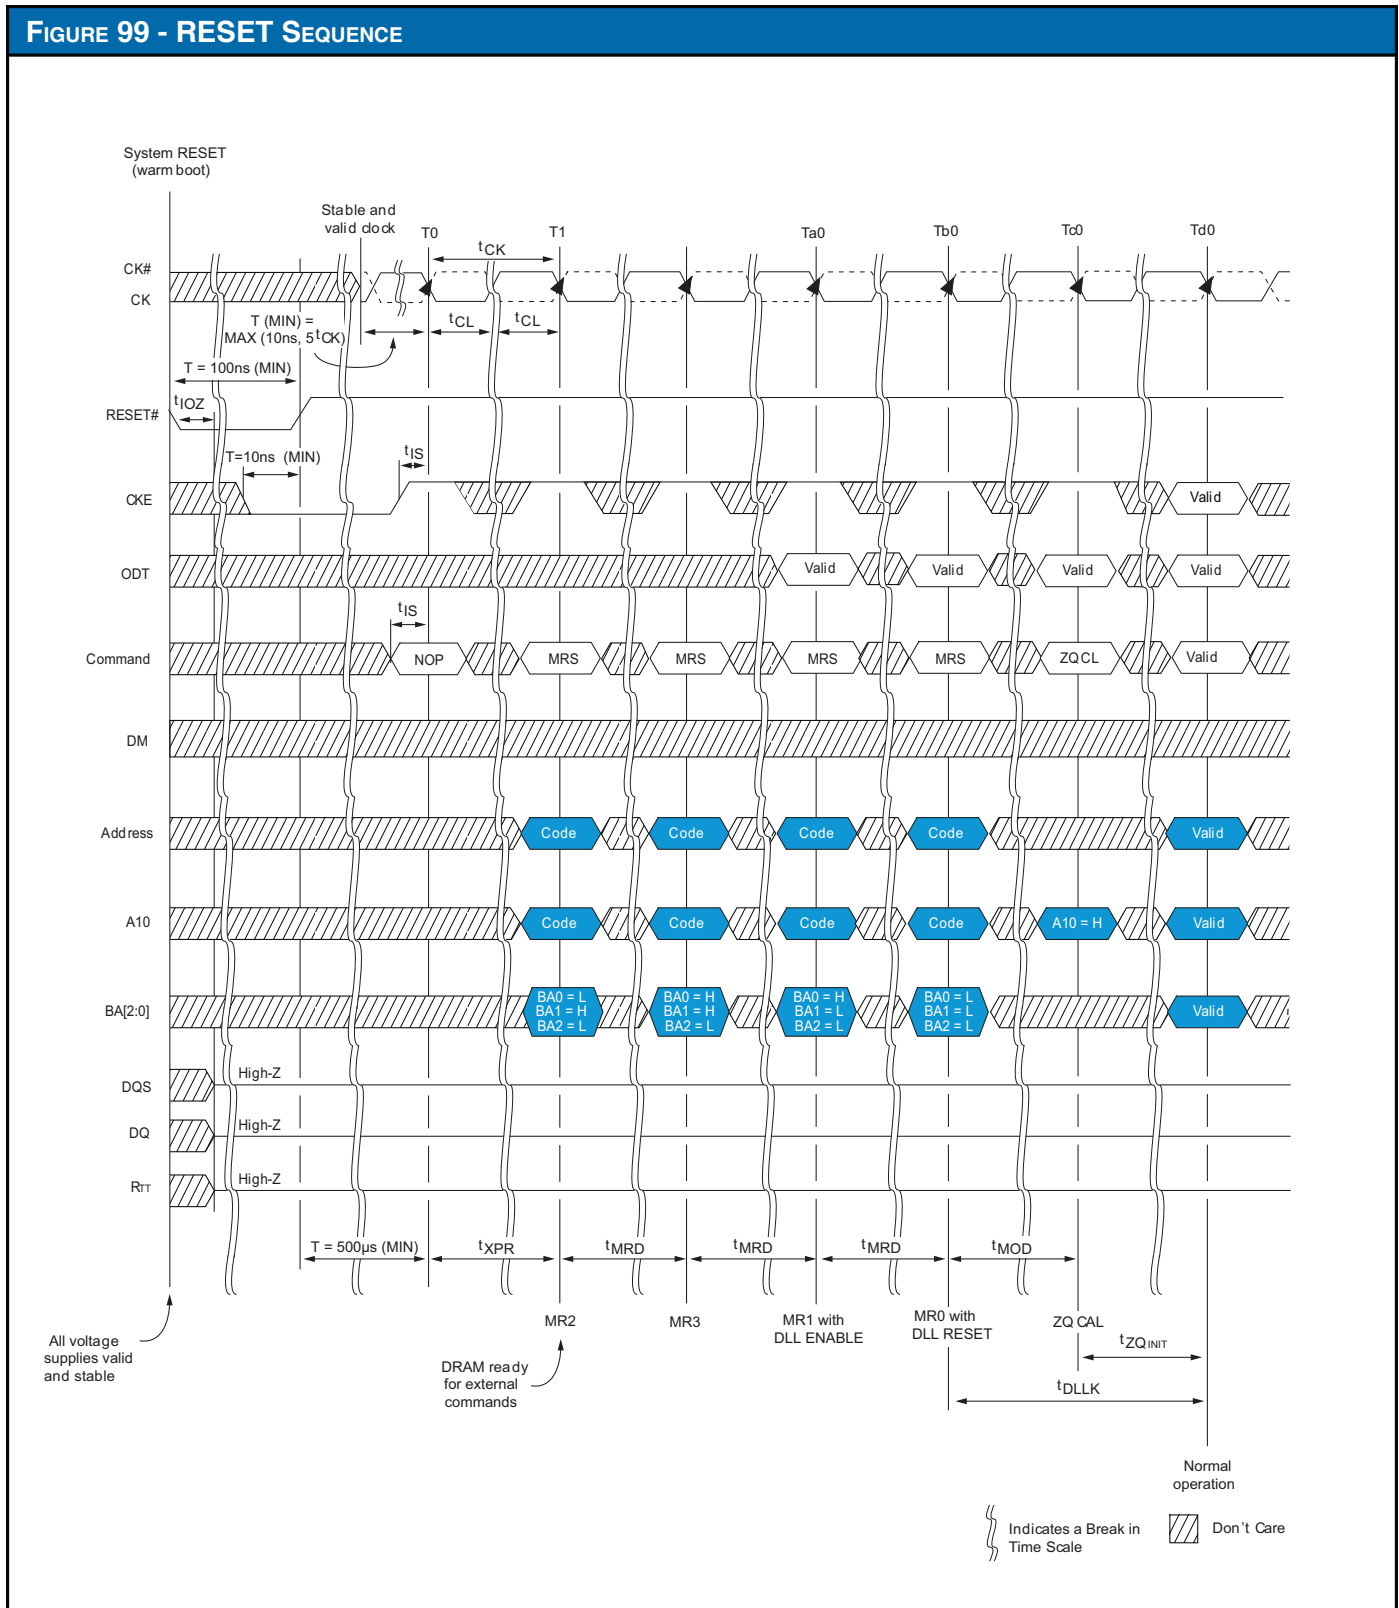 FIGURE 99 - RESET SEQUENCE
System RESET
(warm boot)
Stable and
valid clock
T0
T1
Ta0
Tb0
Tc0
Td0
tCK
CK#
CK
T (MIN) =
MAX (10ns, 5tCK)
tCL
tCL
T = 100ns (MIN)
tIOZ
RESET#
T=10ns (MIN)
tIS
CKE
Valid
ODT
Valid
Valid
Valid
Valid
tIS
Command
NOP
MRS
MRS
MRS
MRS
ZQCL
Valid
DM
Address
Code
Code
Code
Code
Valid
A10
Code
Code
Code
Code
A10 = H
Valid
BA[2:0]
BA0 = L
BA1 = H
BA2 = L
BA0 = H
BA1 = H
BA2 = L
BA0 = H
BA1 = L
BA2 = L
BA0 = L
BA1 = L
BA2 = L
Valid
DQS
High-Z
DQ
High-Z
RTT
High-Z
T = 500µs (MIN)
tXPR
tMRD
tMRD
tMRD
tMOD
MR2
MR3
MR1 with
DLL ENABLE
MR0 with
DLL RESET
ZQ CAL
tZQINIT
All voltage
supplies valid
and stable
DRAM ready
for external
commands
tDLLK
Normal
operation
Indicates a Break in
Time Scale
Don't Care